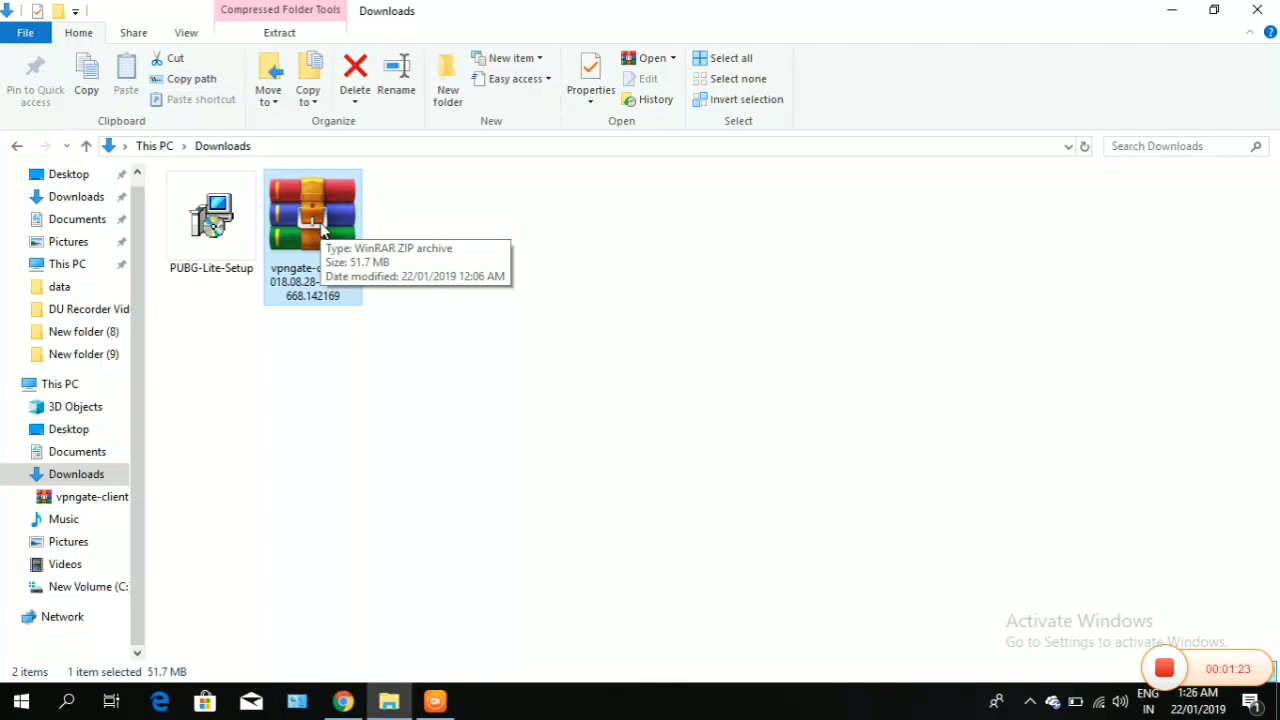 Compressed Folder Tools
Downloads
File
Home
Share
View
Extract
Pin to Quick
access
Copy
Paste
Cut
Copy path
Paste shortcut
Clipboard
Move
to
Copy
to
Delete
Rename
Organize
New
folder
New item
Easy access
New
Properties
Open
Edit
History
Open
Select all
Select none
Invert selection
Select
This PC
Downloads
Search Downloads
Desktop
Downloads
Documents
Pictures
This PC
data
DU Recorder Vid
New folder (8)
New folder (9)
This PC
3D Objects
Desktop
Documents
Downloads
vpngate-client
Music
Pictures
Videos
New Volume (C:
Network
PUBG-Lite-Setup
vpngate-c
018.08.28-
668.142169
Type: WinRAR ZIP archive
Size: 51.7 MB
Date modified: 22/01/2019 12:06 AM
Activate Windows
Go to Settings to activate Windows.
00:01:23
2 items
1 item selected 51.7 MB
ENG
IN
1:26 AM
22/01/2019
1